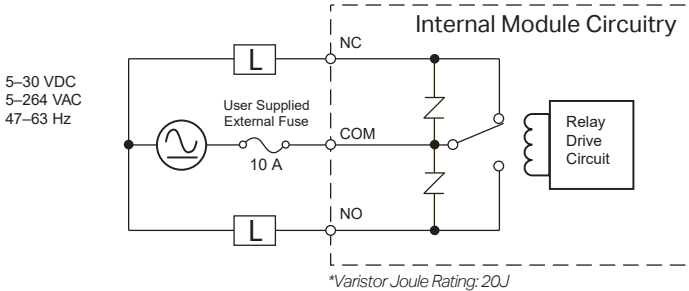 Internal Module Circuitry
NC
L
5–30 VDC
5–264 VAC
47–63 Hz
User Supplied
External Fuse
COM
10 A
Relay
Drive
Circuit
NO
L
*Varistor Joule Rating: 20J